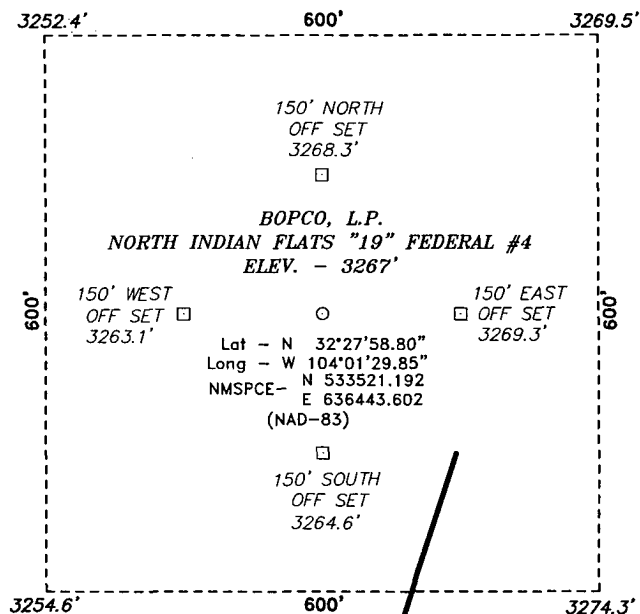 3252.4' 600' 3269.5'
150' NORTH
OFF SET
3268.3'
BOPCO, L.P.
NORTH INDIAN FLATS "19" FEDERAL #4
ELEV. - 3267'
150' WEST
OFF SET
3263.1'
150' EAST
OFF SET
3269.3'
600'
600'
Lat - N 32°27'58.80"
Long - W 104°01'29.85"
NMSPCE- N 533521.192
E 636443.602
(NAD-83)
150' SOUTH
OFF SET
3264.6'
3254.6' 600' 3274.3'